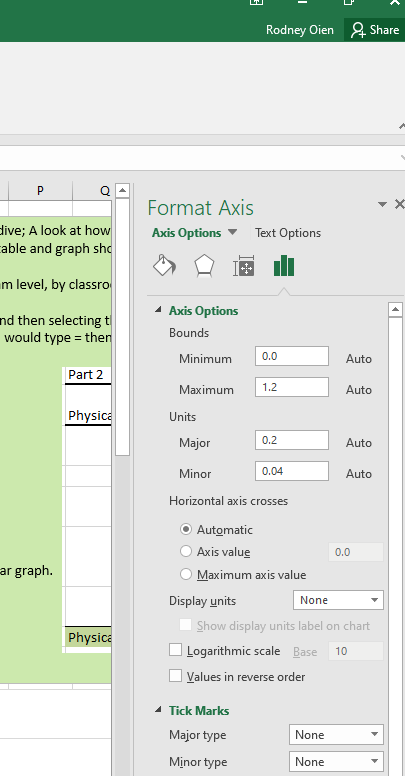 Rodney Oien Share
P Q
dive; A look at how
table and graph sho
am level, by classro
nd then selecting t
would type = then
Part 2
Physica
ar graph.
Physica
Format Axis
Axis Options Text Options
Axis Options
Bounds
Minimum 0.0 Auto
Maximum 1.2 Auto
Units
Major 0.2 Auto
Minor 0.04 Auto
Horizontal axis crosses
Automatic
Axis value 0.0
Maximum axis value
Display units None
Show display units label on chart
Logarithmic scale Base 10
Values in reverse order
Tick Marks
Major type None
Minor type None